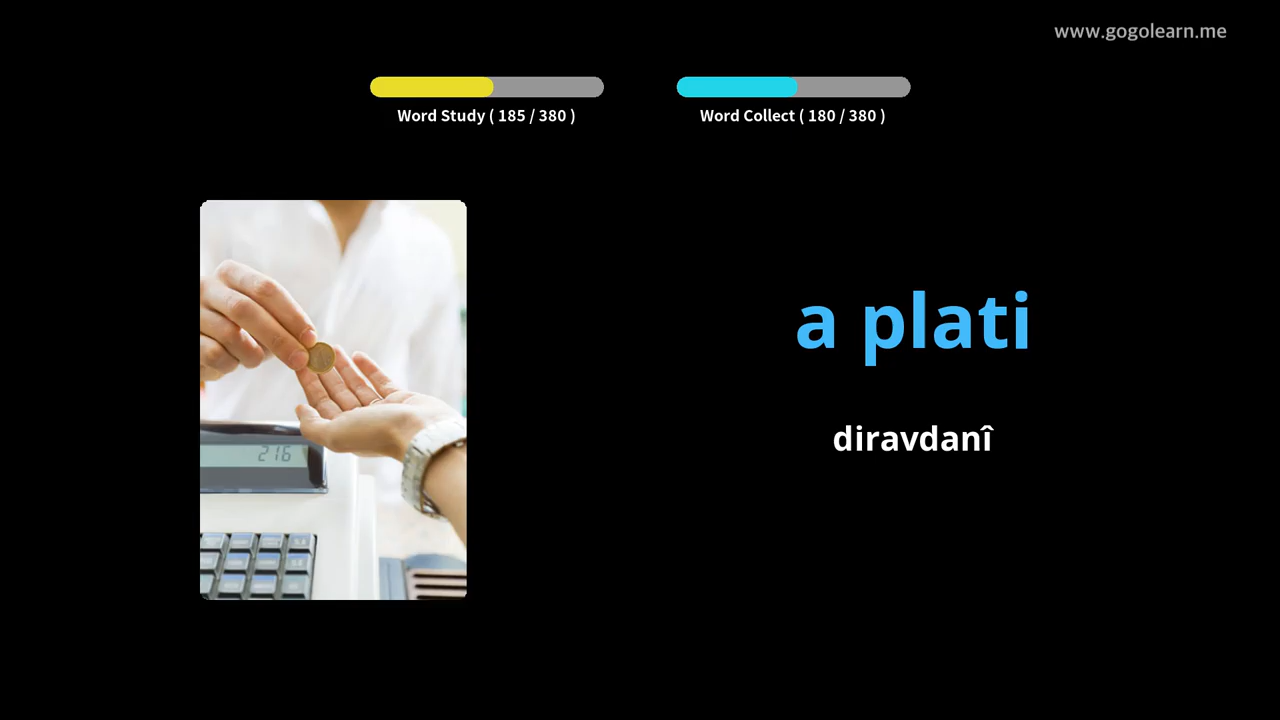 www.gogolearn.me
Word Study ( 185 / 380 )
Word Collect ( 180 / 380 )
a plati
diravdanî
216